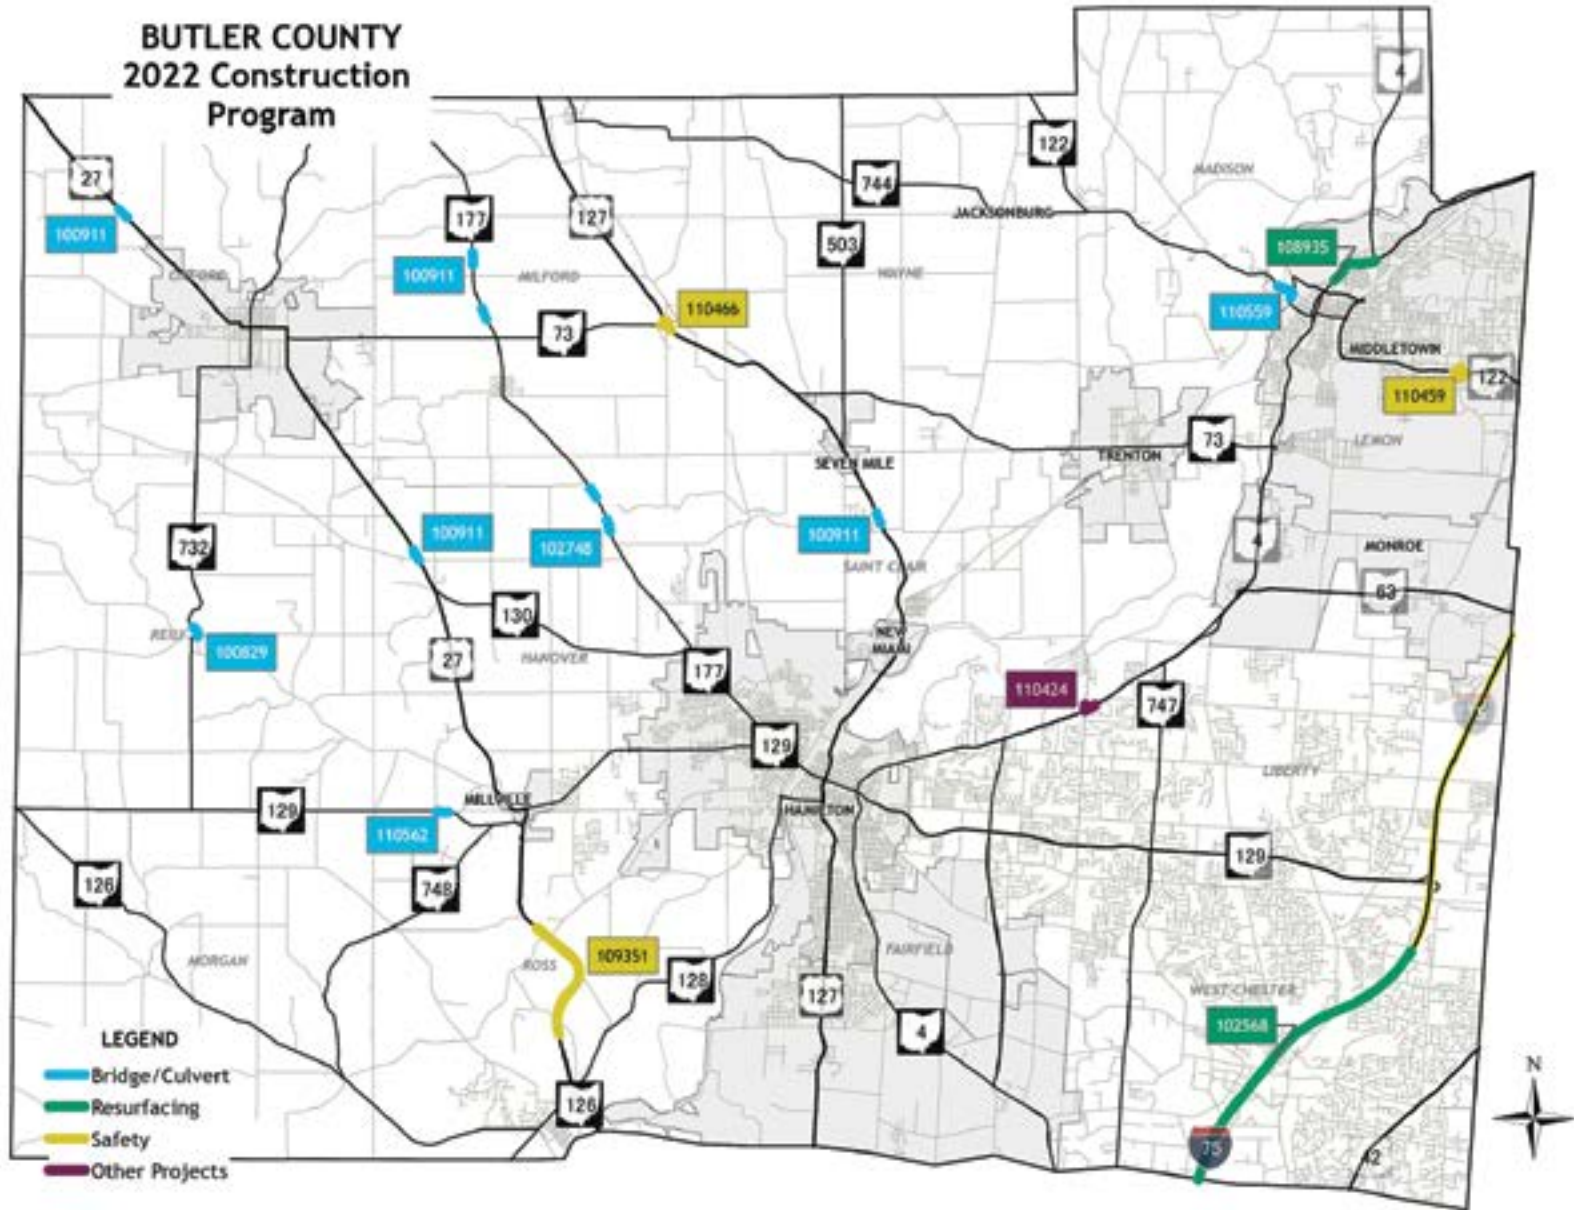 BUTLER COUNTY
2022 Construction
Program
4
27
122
744
MADISON
177
127
JACKSONBURG
100911
503
108935
100911
MILFORD
WAYNE
OXFORD
110466
110559
73
MIDDLETOWN
122
110459
73
LEMON
TRENTON
SEVEN MILE
732
100911
102748
100911
4
MONROE
SAINT CLAIR
63
130
REILY
100829
27
HANOVER
NEW
MIAMI
177
110424
747
129
LIBERTY
MILLVILLE
129
HAMILTON
110562
129
126
748
MORGAN
ROSS
109351
128
FAIRFIELD
127
WEST CHESTER
102568
4
LEGEND
Bridge/Culvert
Resurfacing
Safety
Other Projects
126
75
42
N